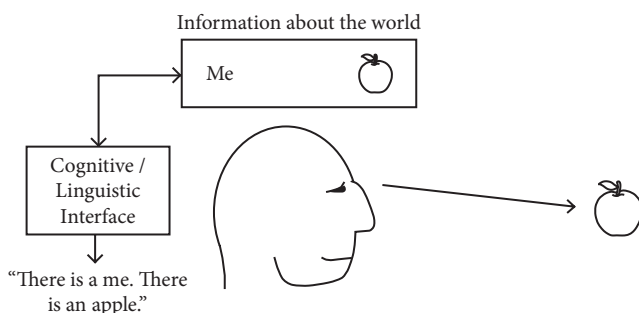 Information about the world
Me
Cognitive /
Linguistic
Interface
“There is a me. There
is an apple.”